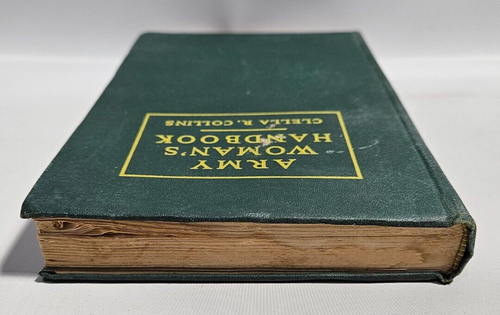 ARMY
WOMAN'S
HANDBOOK
CLELLA R. COLLINS